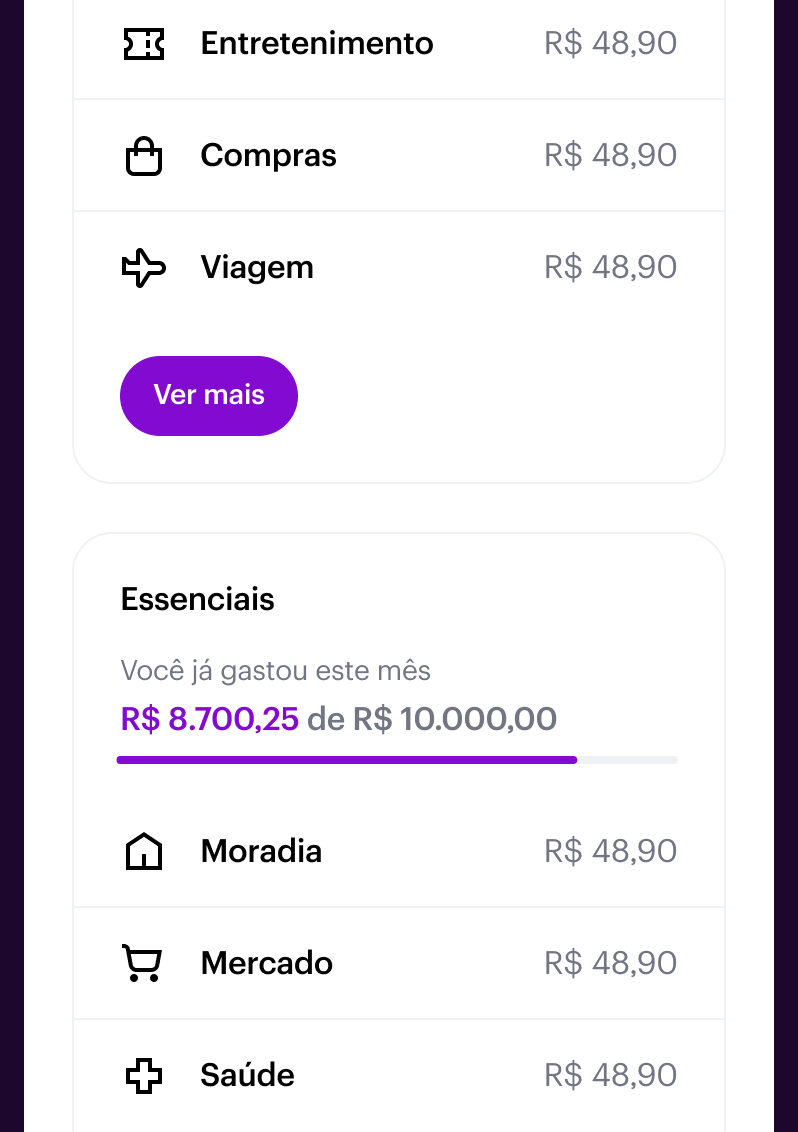 Entretenimento R$ 48,90
Compras R$ 48,90
Viagem R$ 48,90
Ver mais
Essenciais
Você já gastou este mês
R$ 8.700,25 de R$ 10.000,00
Moradia R$ 48,90
Mercado R$ 48,90
Saúde R$ 48,90